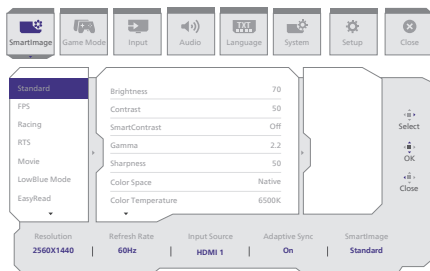 SmartImage
Game Mode
Input
Audio
TXT
Language
System
Setup
Close
Standard
FPS
Racing
RTS
Movie
LowBlue Mode
EasyRead
Brightness 70
Contrast 50
SmartContrast Off
Gamma 2.2
Sharpness 50
Color Space Native
Color Temperature 6500K
Select
OK
Close
Resolution Refresh Rate Input Source Adaptive Sync SmartImage
2560X1440 | 60Hz | HDMI 1 | On | Standard